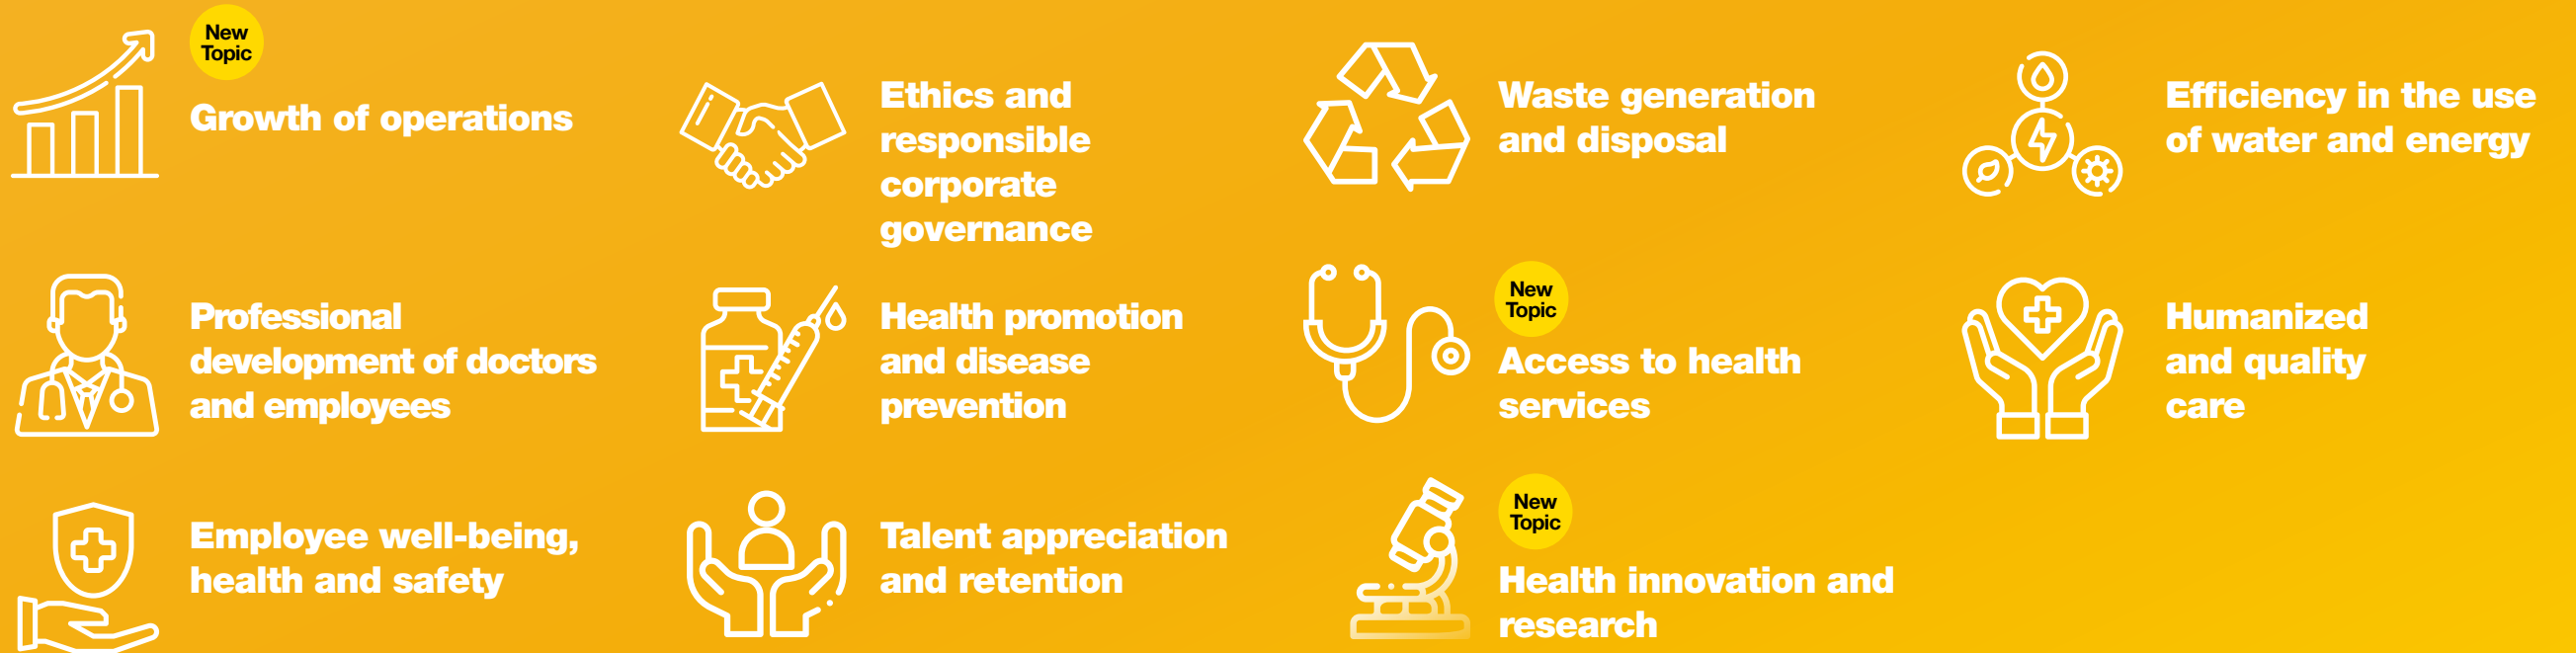 New
Topic
Growth of operations
Ethics and
responsible
corporate
governance
Waste generation
and disposal
Efficiency in the use
of water and energy
Professional
development of doctors
and employees
Health promotion
and disease
prevention
New
Topic
Access to health
services
Humanized
and quality
care
Employee well-being,
health and safety
Talent appreciation
and retention
New
Topic
Health innovation and
research